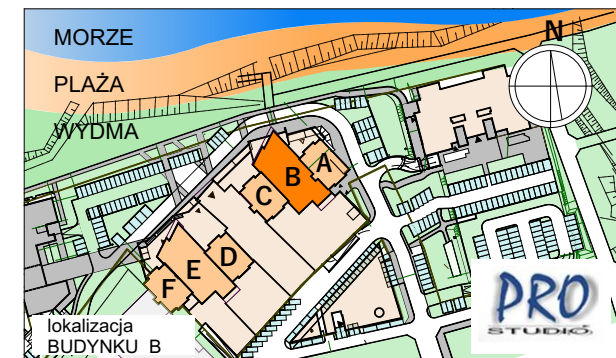 MORZE
N
PLAŻA
WYDMA
A
B
C
D
E
F
PRO
STUDIO
lokalizacja
BUDYNKU B